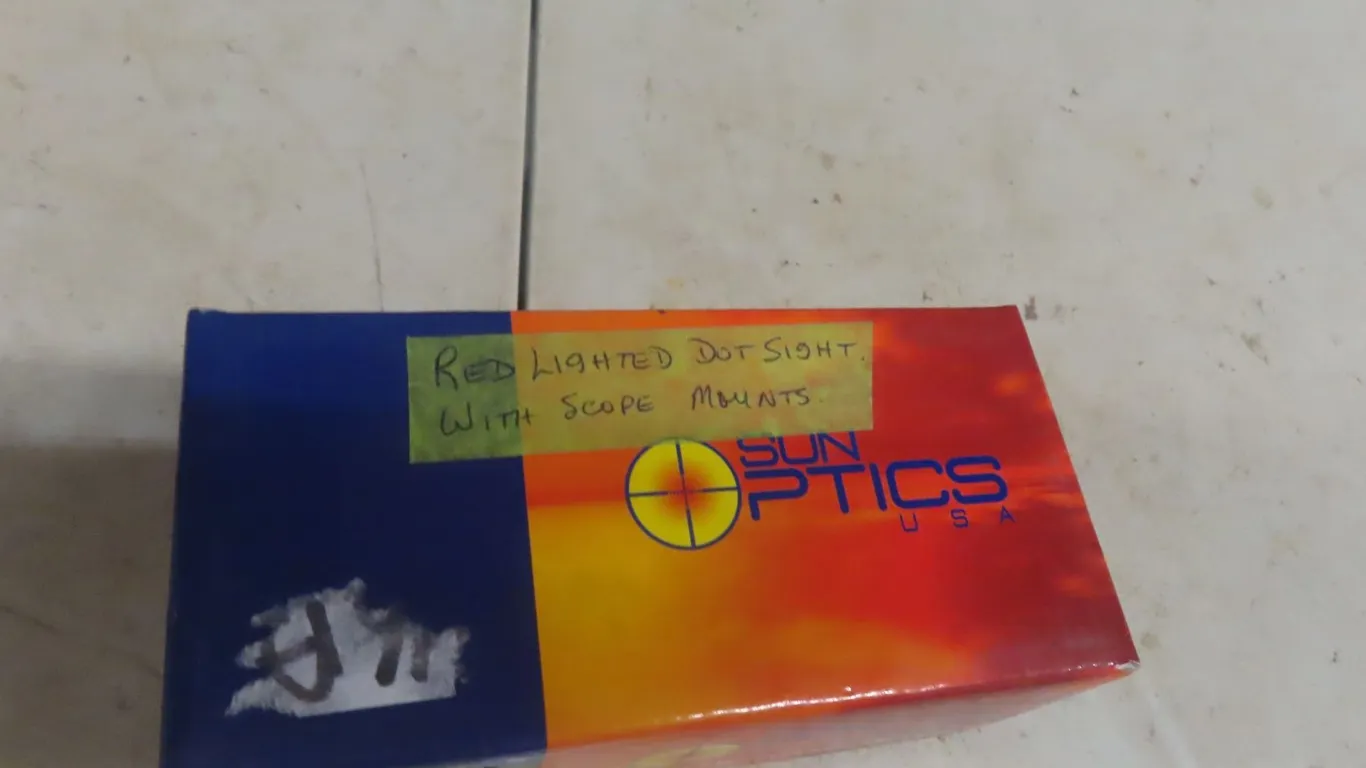 RED LIGHTED DOT SIGHT.
WITH SCOPE MOUNTS.
SUN
OPTICS
USA